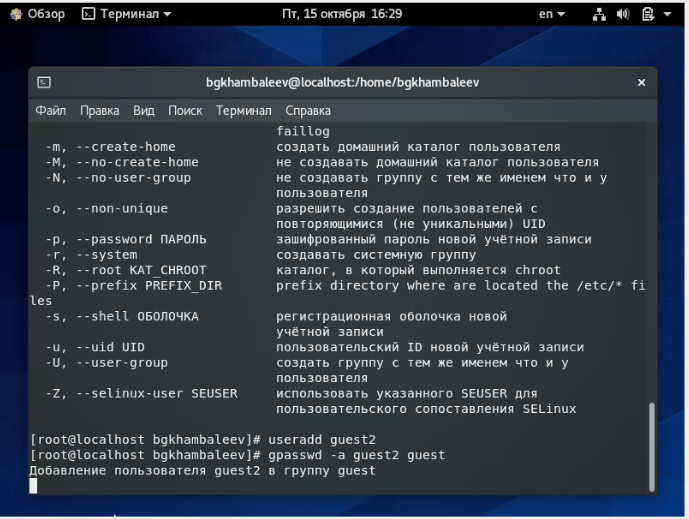 Обзор Терминал Пт, 15 октября 16:29 en
bgkhambaleev@localhost:/home/bgkhambaleev ×
Файл Правка Вид Поиск Терминал Справка
faillog
-m, --create-home создать домашний каталог пользователя
-M, --no-create-home не создавать домашний каталог пользователя
-N, --no-user-group не создавать группу с тем же именем что и у
пользователя
-o, --non-unique разрешить создание пользователей с
повторяющимися (не уникальными) UID
-p, --password ПАРОЛЬ зашифрованный пароль новой учётной записи
-r, --system создавать системную группу
-R, --root КАТ_CHROOT каталог, в который выполняется chroot
-P, --prefix PREFIX_DIR prefix directory where are located the /etc/* fi
les
-s, --shell ОБОЛОЧКА регистрационная оболочка новой
учётной записи
-u, --uid UID пользовательский ID новой учётной записи
-U, --user-group создать группу с тем же именем что и у
пользователя
-Z, --selinux-user SEUSER использовать указанного SEUSER для
пользовательского сопоставления SELinux
[root@localhost bgkhambaleev]# useradd guest2
[root@localhost bgkhambaleev]# gpasswd -a guest2 guest
Добавление пользователя guest2 в группу guest